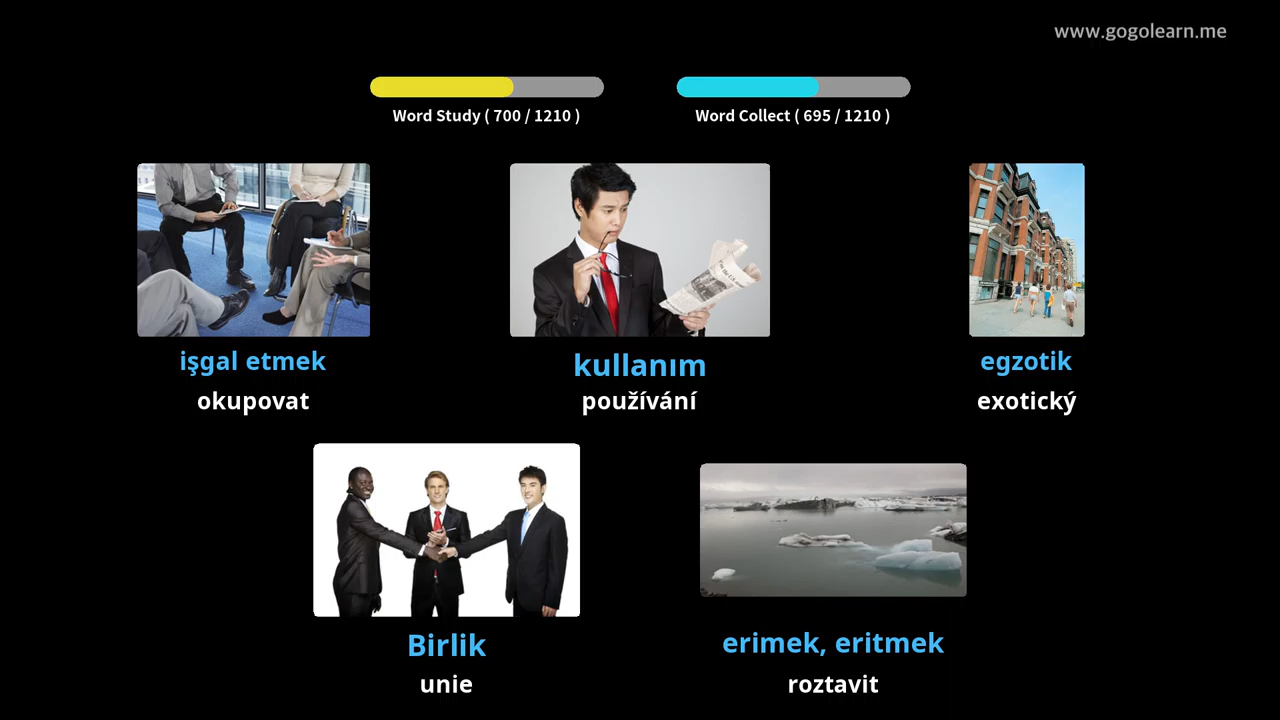 www.gogolearn.me
Word Study ( 700 / 1210 )
Word Collect ( 695 / 1210 )
işgal etmek
okupovat
kullanım
používání
egzotik
exotický
Birlik
unie
erimek, eritmek
roztavit